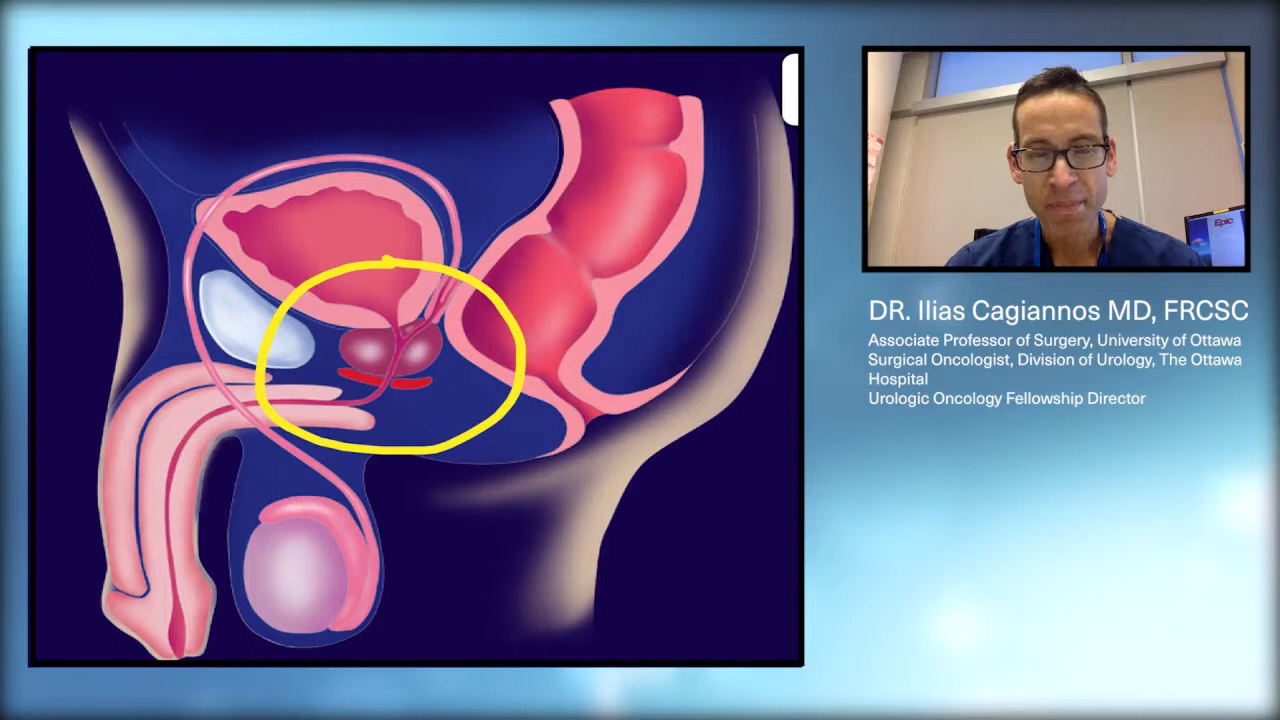 Epic
DR. Ilias Cagiannos MD, FRCSC
Associate Professor of Surgery, University of Ottawa
Surgical Oncologist, Division of Urology, The Ottawa
Hospital
Urologic Oncology Fellowship Director